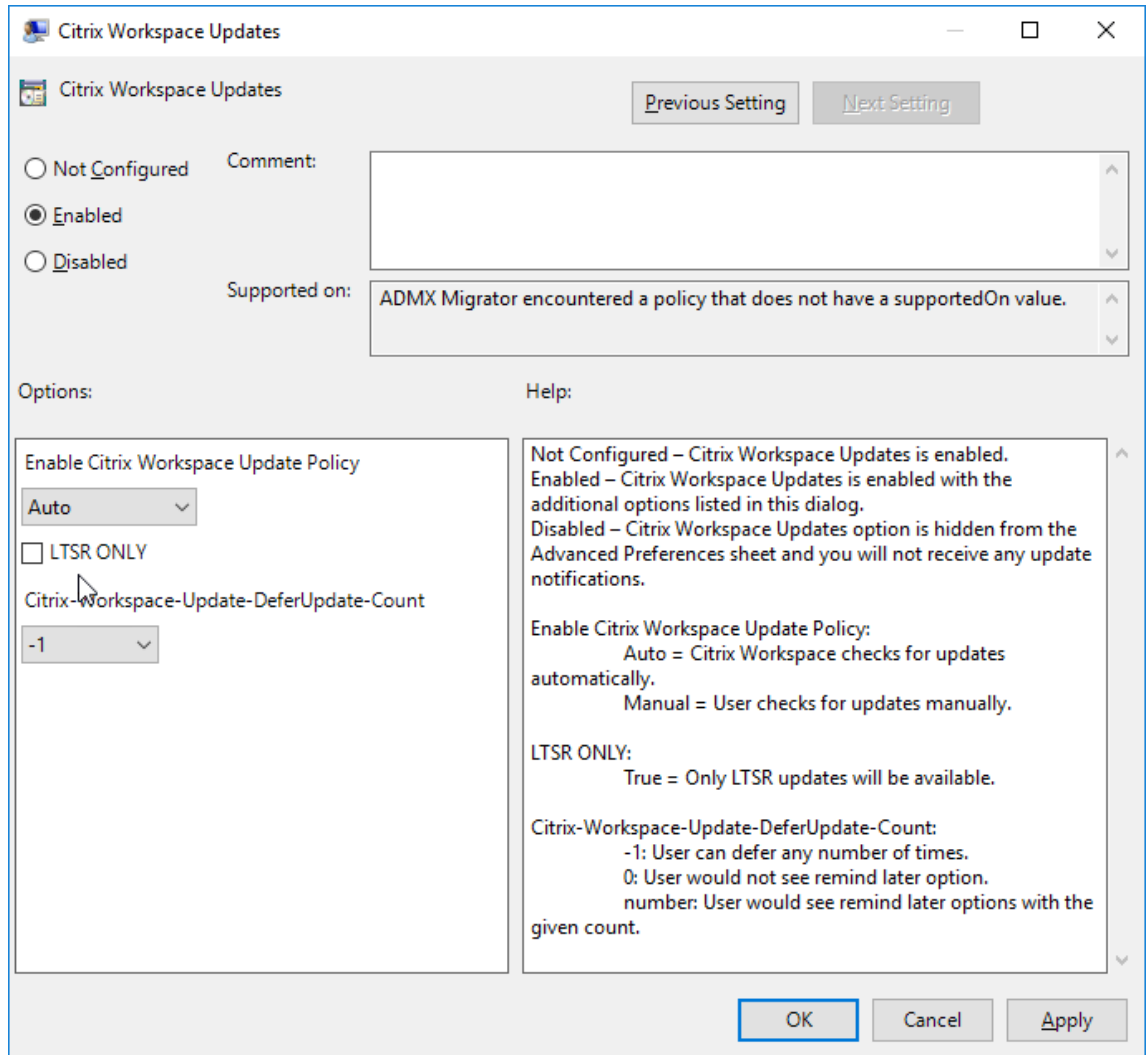 Citrix Workspace Updates
Citrix Workspace Updates
Previous Setting
Next Setting
Not Configured
Comment:
Enabled
Disabled
Supported on:
ADMX Migrator encountered a policy that does not have a supportedOn value.
Options:
Help:
Enable Citrix Workspace Update Policy
Auto
LTSR ONLY
Citrix-Workspace-Update-DeferUpdate-Count
-1
Not Configured – Citrix Workspace Updates is enabled.
Enabled – Citrix Workspace Updates is enabled with the
additional options listed in this dialog.
Disabled – Citrix Workspace Updates option is hidden from the
Advanced Preferences sheet and you will not receive any update
notifications.
Enable Citrix Workspace Update Policy:
Auto = Citrix Workspace checks for updates
automatically.
Manual = User checks for updates manually.
LTSR ONLY:
True = Only LTSR updates will be available.
Citrix-Workspace-Update-DeferUpdate-Count:
-1: User can defer any number of times.
0: User would not see remind later option.
number: User would see remind later options with the
given count.
OK
Cancel
Apply